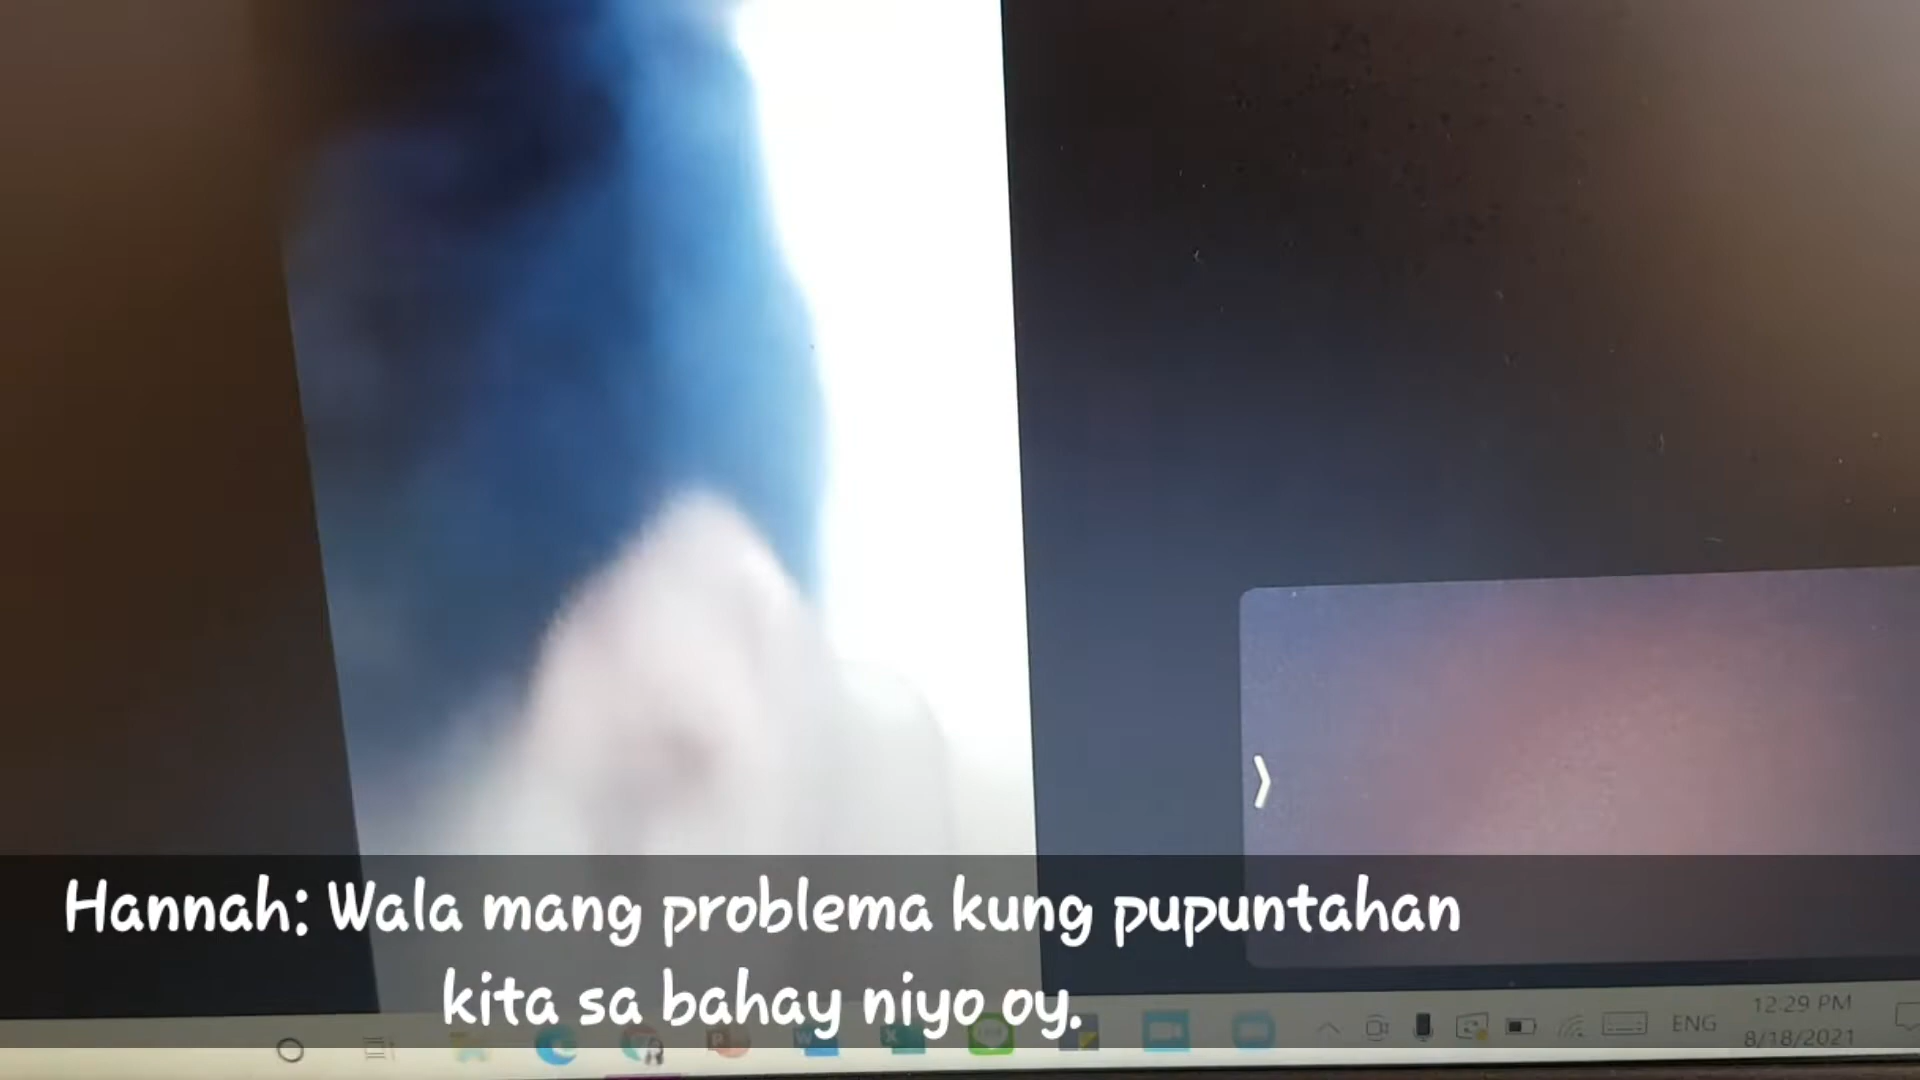 Hannah: Wala mang problema kung pupuntahan
kita sa bahay niyo oy.
ENG
12:29 PM
8/18/2021